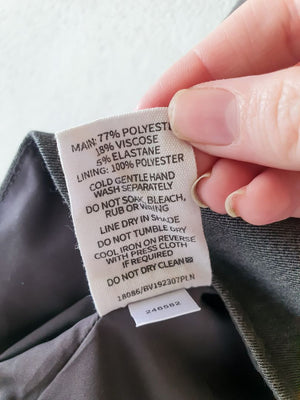 MAIN: 77% POLYESTE
18% VISCOSE
5% ELASTANE
LINING: 100% POLYESTER
COLD GENTLE HAND
WASH SEPARATELY
DO NOT SOAK, BLEACH,
RUB OR WRING
LINE DRY IN SHADE
DO NOT TUMBLE DRY
COOL IRON ON REVERSE
WITH PRESS CLOTH
IF REQUIRED
DO NOT DRY CLEAN
18086/BV192307PLN
246562